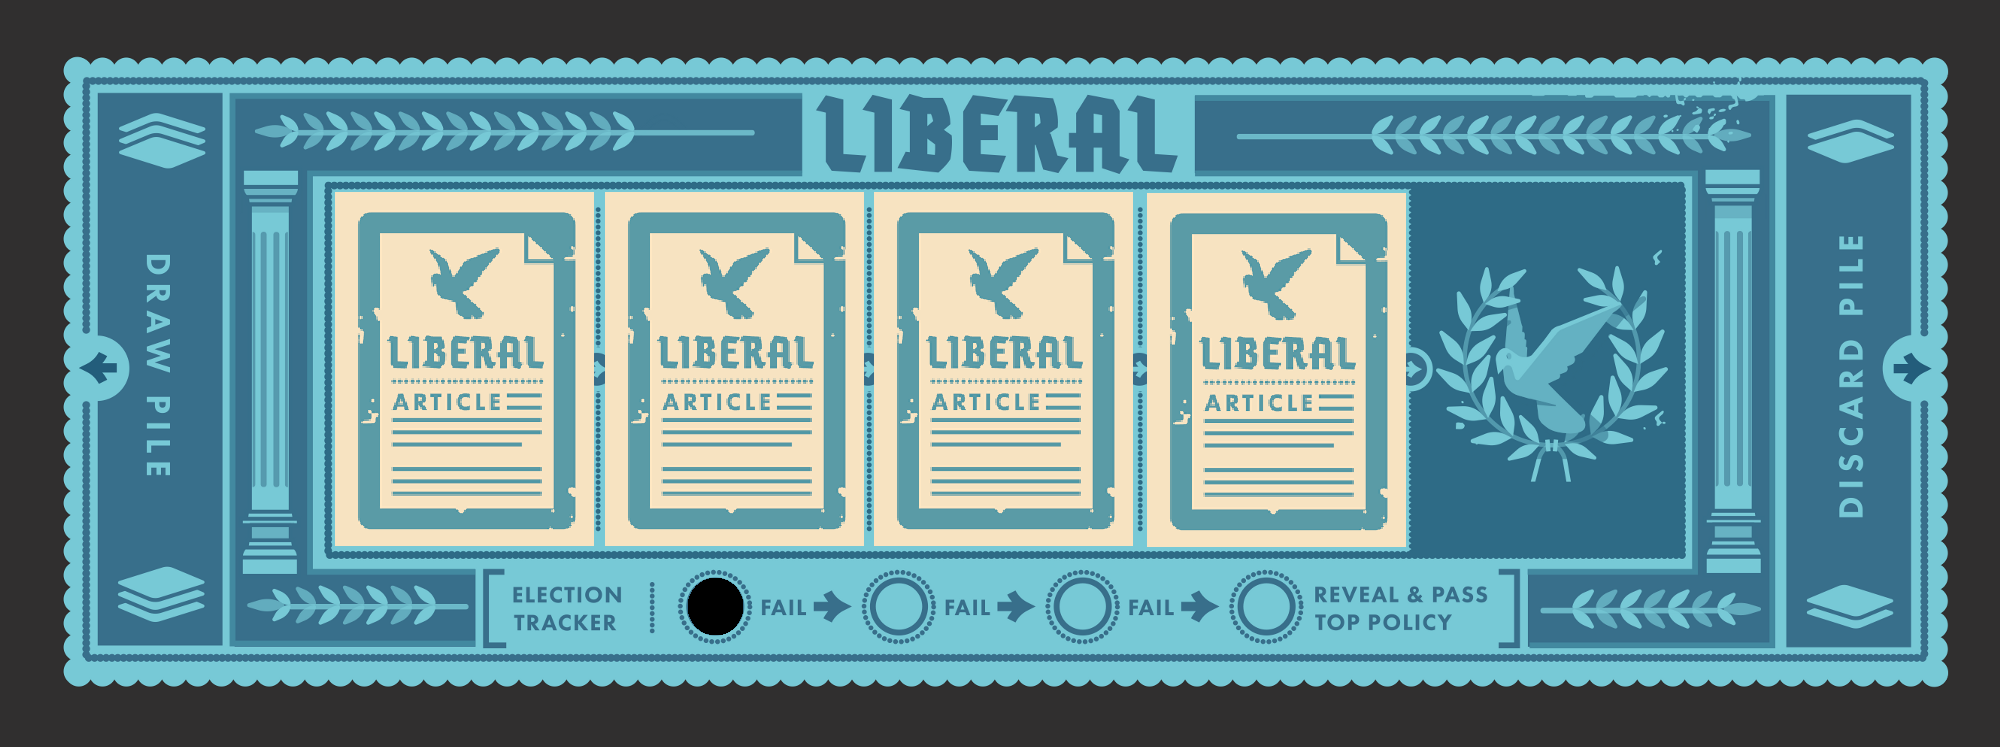 LIBERAL
DRAW PILE
LIBERAL
ARTICLE
LIBERAL
ARTICLE
LIBERAL
ARTICLE
LIBERAL
ARTICLE
DISCARD PILE
ELECTION
TRACKER
FAIL
FAIL
FAIL
REVEAL & PASS
TOP POLICY